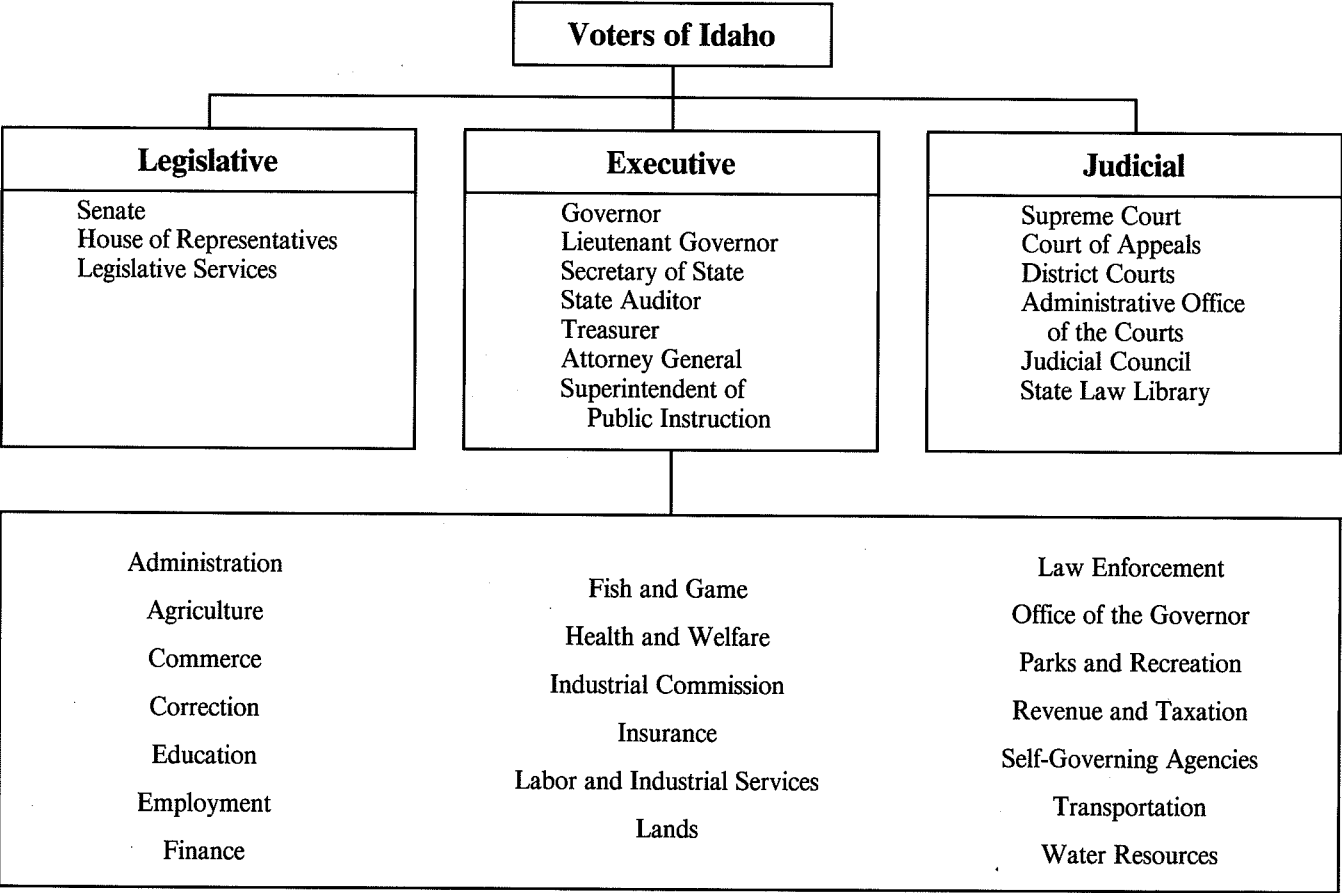 Voters of Idaho
Legislative
Senate
House of Representatives
Legislative Services
Executive
Governor
Lieutenant Governor
Secretary of State
State Auditor
Treasurer
Attorney General
Superintendent of
Public Instruction
Judicial
Supreme Court
Court of Appeals
District Courts
Administrative Office
of the Courts
Judicial Council
State Law Library
Administration
Agriculture
Commerce
Correction
Education
Employment
Finance
Fish and Game
Health and Welfare
Industrial Commission
Insurance
Labor and Industrial Services
Lands
Law Enforcement
Office of the Governor
Parks and Recreation
Revenue and Taxation
Self-Governing Agencies
Transportation
Water Resources